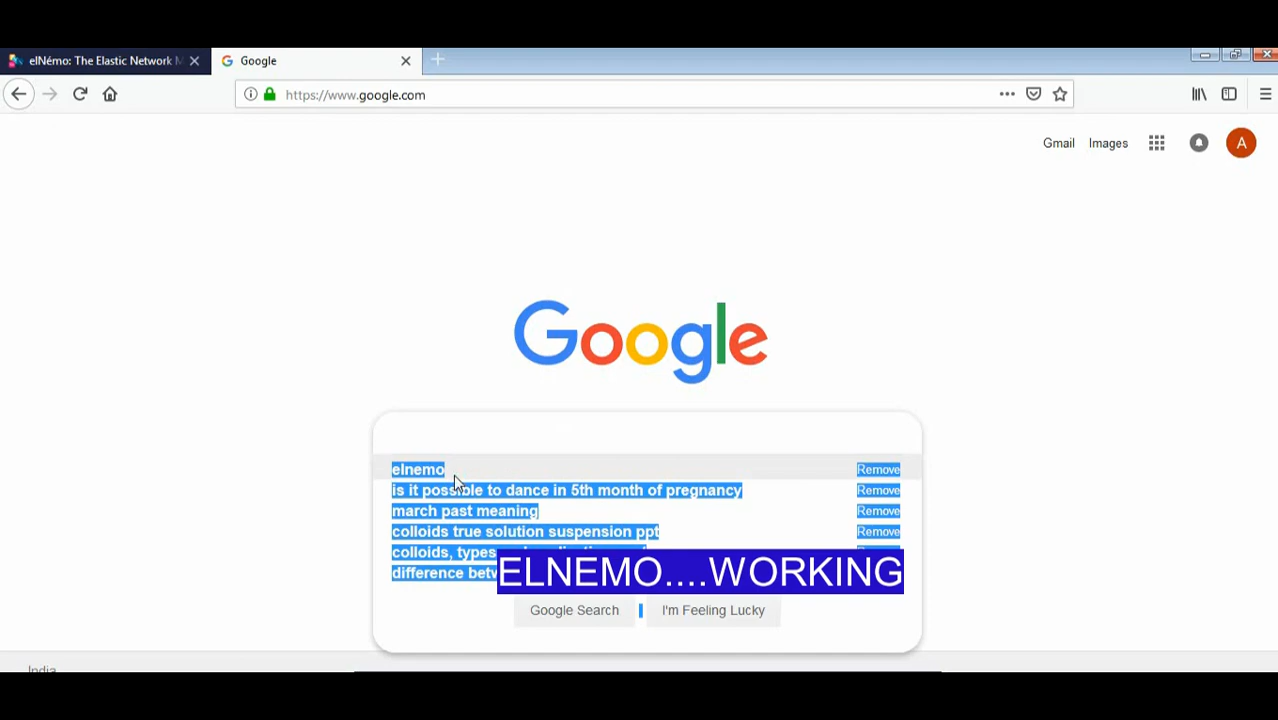 elNémo: The Elastic Network M
Google
https://www.google.com
Gmail Images
A
Google
elnemo Remove
is it possible to dance in 5th month of pregnancy Remove
march past meaning Remove
colloids true solution suspension ppt Remove
colloids, types
difference
ELNEMO....WORKING
Google Search I'm Feeling Lucky
India